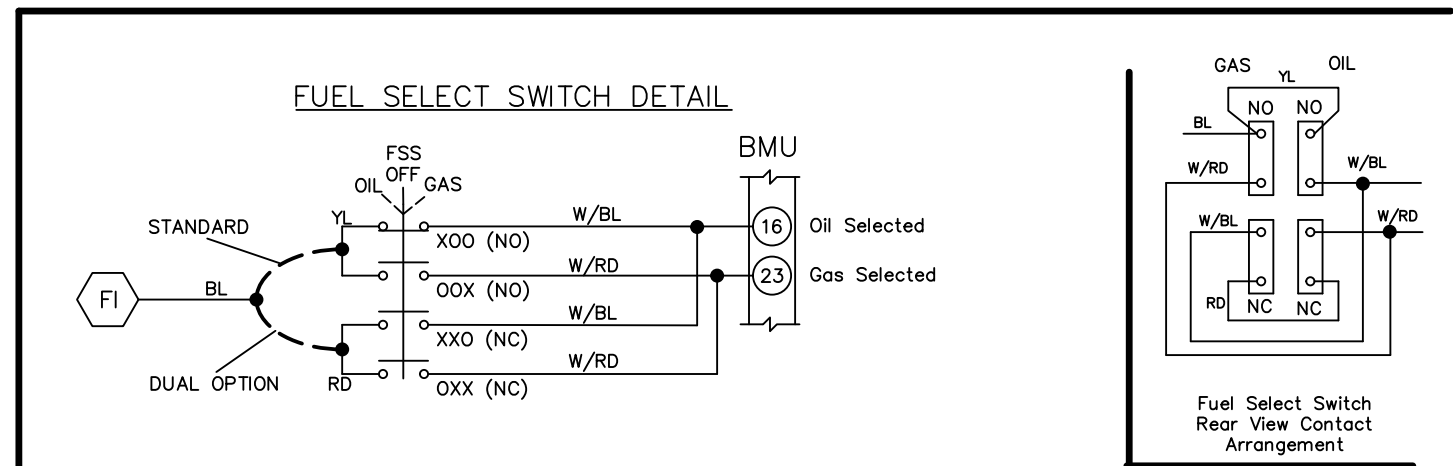 FUEL SELECT SWITCH DETAIL
FSS
OFF
OIL
GAS
BMU
STANDARD
YL
W/BL
16
Oil Selected
XOO (NO)
W/RD
23
Gas Selected
OOX (NO)
FI
BL
W/BL
XXO (NC)
W/RD
DUAL OPTION
RD
OXX (NC)
GAS
YL
OIL
NO
NO
BL
W/RD
W/BL
W/BL
W/RD
RD
NC
NC
Fuel Select Switch
Rear View Contact
Arrangement